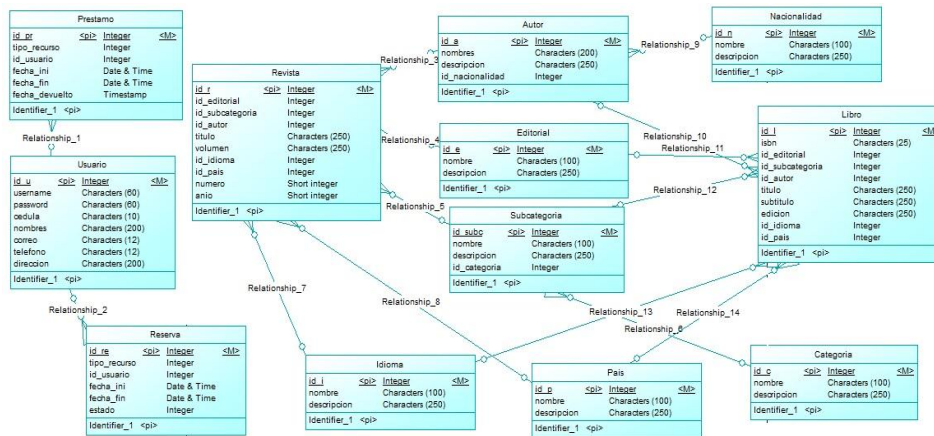 Prestamo
id_pr <pi> Integer <M>
tipo_recurso Integer
id_usuario Integer
fecha_ini Date & Time
fecha_fin Date & Time
fecha_devuelto Timestamp
Identifier_1 <pi>
Relationship_1
Usuario
id_u <pi> Integer <M>
username Characters (60)
password Characters (60)
cedula Characters (10)
nombres Characters (200)
correo Characters (12)
telefono Characters (12)
direccion Characters (200)
Identifier_1 <pi>
Relationship_2
Reserva
id_re <pi> Integer <M>
tipo_recurso Integer
id_usuario Integer
fecha_ini Date & Time
fecha_fin Date & Time
estado Integer
Identifier_1 <pi>
Revista
id_r <pi> Integer <M>
id_editorial Integer
id_subcategoria Integer
id_autor Integer
titulo Characters (250)
volumen Characters (250)
id_idioma Integer
id_pais Integer
numero Short integer
anio Short integer
Identifier_1 <pi>
Relationship_3
Relationship_4
Relationship_5
Relationship_7
Relationship_8
Autor
id_a <pi> Integer <M>
nombres Characters (200)
descripcion Characters (250)
id_nacionalidad Integer
Identifier_1 <pi>
Relationship_9
Nacionalidad
id_n <pi> Integer <M>
nombre Characters (100)
descripcion Characters (250)
Identifier_1 <pi>
Relationship_10
Relationship_11
Relationship_12
Editorial
id_e <pi> Integer <M>
nombre Characters (100)
descripcion Characters (250)
Identifier_1 <pi>
Subcategoria
id_subc <pi> Integer <M>
nombre Characters (100)
descripcion Characters (250)
id_categoria Integer
Identifier_1 <pi>
Libro
id_l <pi> Integer <M>
isbn Characters (25)
id_editorial Integer
id_subcategoria Integer
id_autor Integer
titulo Characters (250)
subtitulo Characters (250)
edicion Characters (250)
id_idioma Integer
id_pais Integer
Identifier_1 <pi>
Relationship_13
Relationship_14
Relationship_6
Idioma
id_i <pi> Integer <M>
nombre Characters (100)
descripcion Characters (250)
Identifier_1 <pi>
Pais
id_p <pi> Integer <M>
nombre Characters (100)
descripcion Characters (250)
Identifier_1 <pi>
Categoria
id_c <pi> Integer <M>
nombre Characters (100)
descripcion Characters (250)
Identifier_1 <pi>